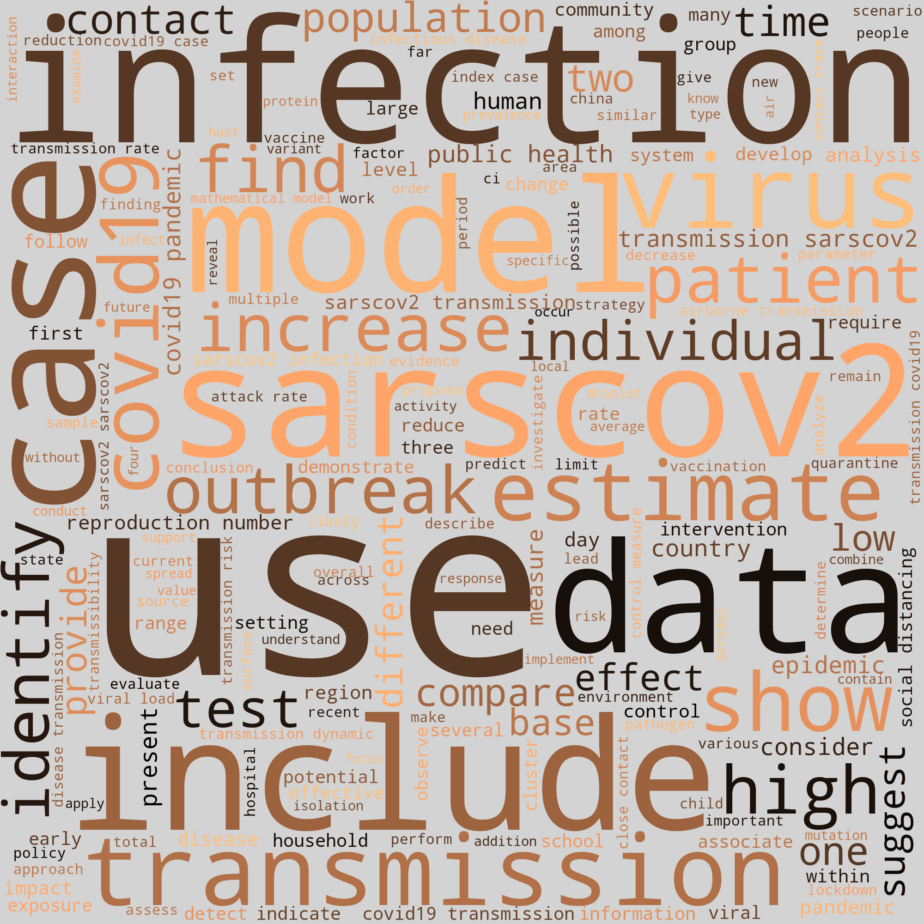 contact
population
community
many
time
scenario
reduction
covid19 case
infectious disease
among
people
infection
interaction
examine
far
group
set
index case
two
give
new
protein
large
human
china
know
air
contact trace
prevalence
similar
type
host
vaccine
transmission rate
variant
factor
public health
system
develop
analysis
case
covid19
covid19 pandemic
find
level
ci
area
change
virus
finding
mathematical model
work
order
model
transmission sarscov2
follow
infect
reveal
period
specific
possible
decrease
parameter
patient
future
multiple
sarscov2 transmission
strategy
airborne transmission
first
increase
occur
individual
require
sarscov2 infection
evidence
local
remain
sarscov2
sarscov2
sarscov2
attack rate
condition
propose
droplet
transmission covid19
sample
activity
investigate
rate
analyze
reduce
average
three
without
four
conclusion
demonstrate
predict
limit
vaccination
quarantine
conduct
outbreak
estimate
identify
reproduction number
likely
describe
intervention
low
support
different
measure
day
country
state
use
data
combine
current
transmission risk
overall
lead
control measure
spread
across
response
provide
transmissibility
value
source
risk
aerosol
determine
social distancing
range
setting
need
understand
surface
implement
epidemic
disease transmission
evaluate
effect
contain
viral load
region
compare
environment
show
present
test
recent
make
base
control
transmission dynamic
several
pathogen
include
hospital
focus
observe
cluster
various
consider
potential
close contact
high
suggest
apply
effective
isolation
child
important
early
total
disease
household
perform
addition
school
associate
one
mutation
policy
transmission
within
approach
lockdown
impact
exposure
assess
detect
indicate
covid19 transmission
information
viral
pandemic